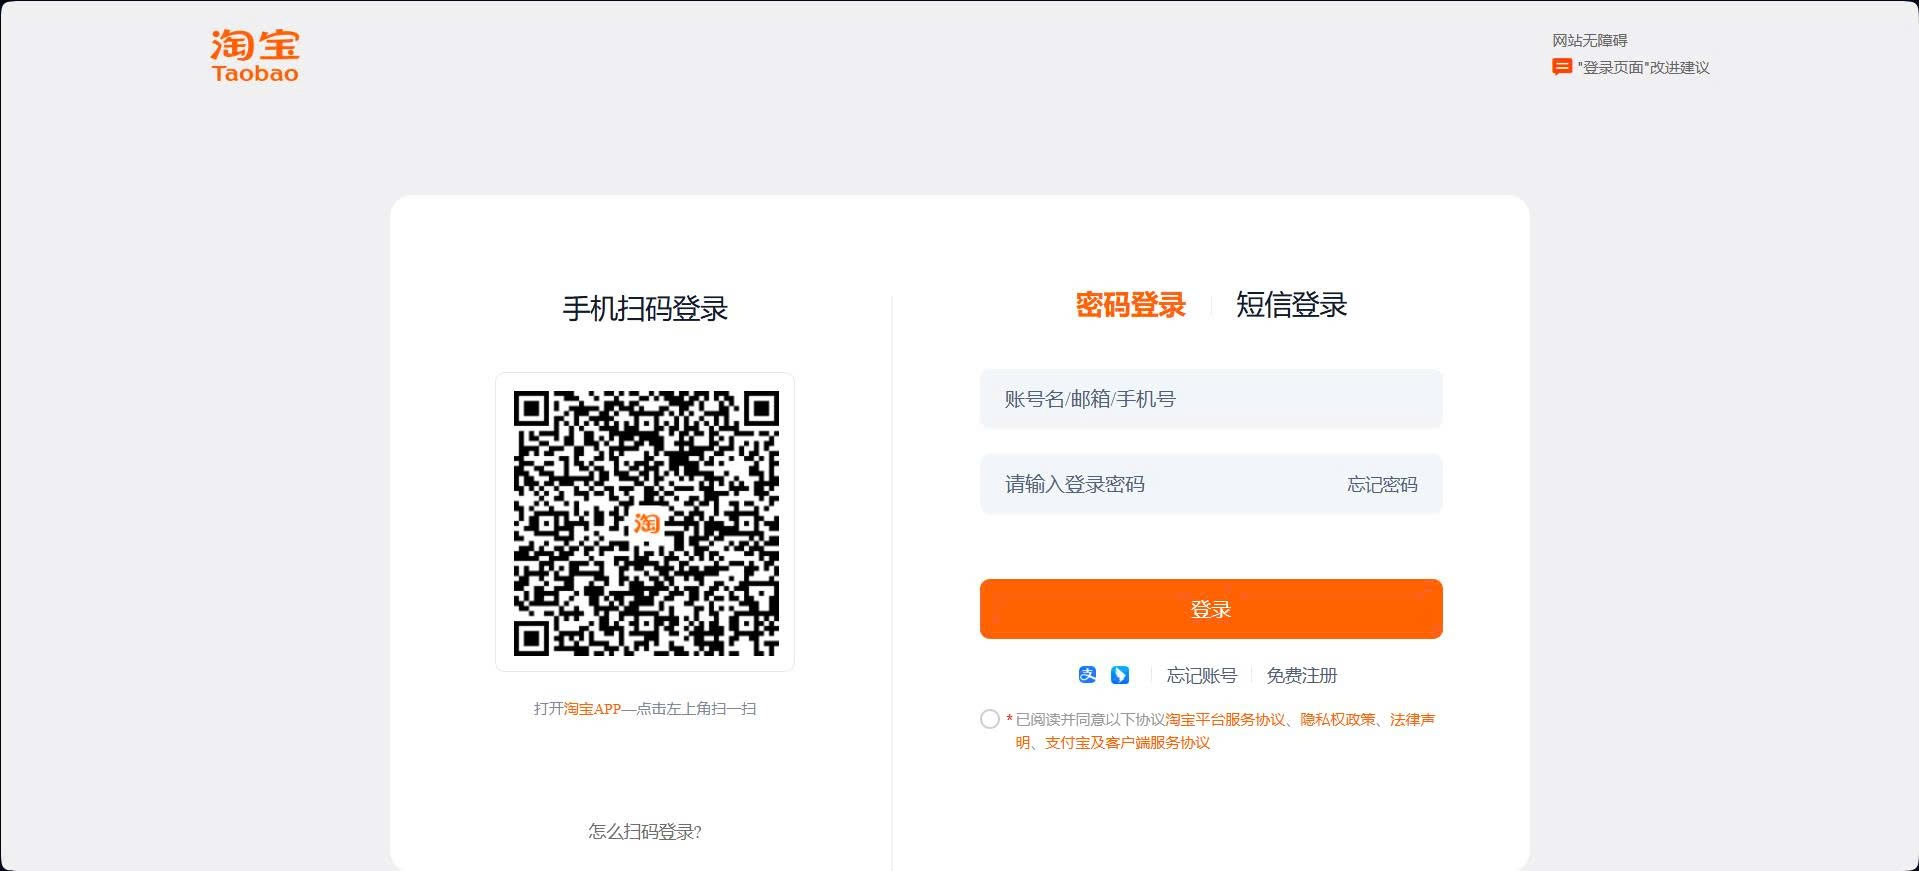 淘宝
Taobao
网站无障碍
"登录页面"改进建议
手机扫码登录
淘
打开淘宝APP—点击左上角扫一扫
怎么扫码登录?
密码登录
短信登录
账号名/邮箱/手机号
请输入登录密码
忘记密码
登录
支
忘记账号
免费注册
*已阅读并同意以下协议淘宝平台服务协议、隐私权政策、法律声
明、支付宝及客户端服务协议